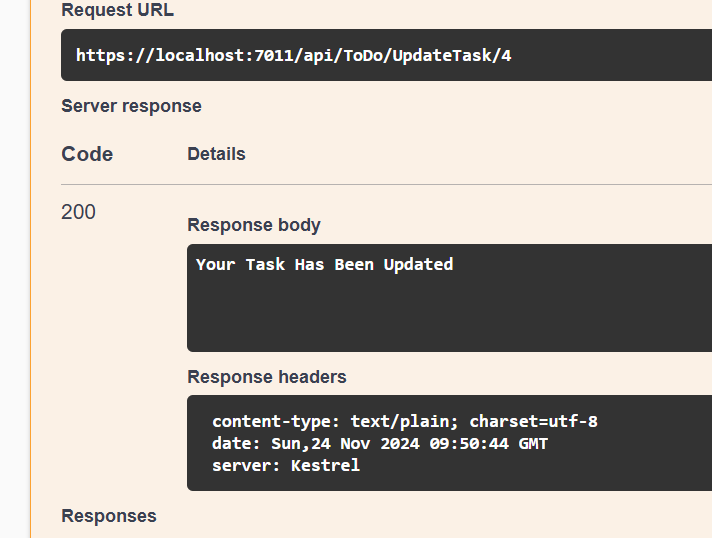 Request URL
https://localhost:7011/api/ToDo/UpdateTask/4
Server response
Code Details
200
Response body
Your Task Has Been Updated
Response headers
content-type: text/plain; charset=utf-8
date: Sun,24 Nov 2024 09:50:44 GMT
server: Kestrel
Responses